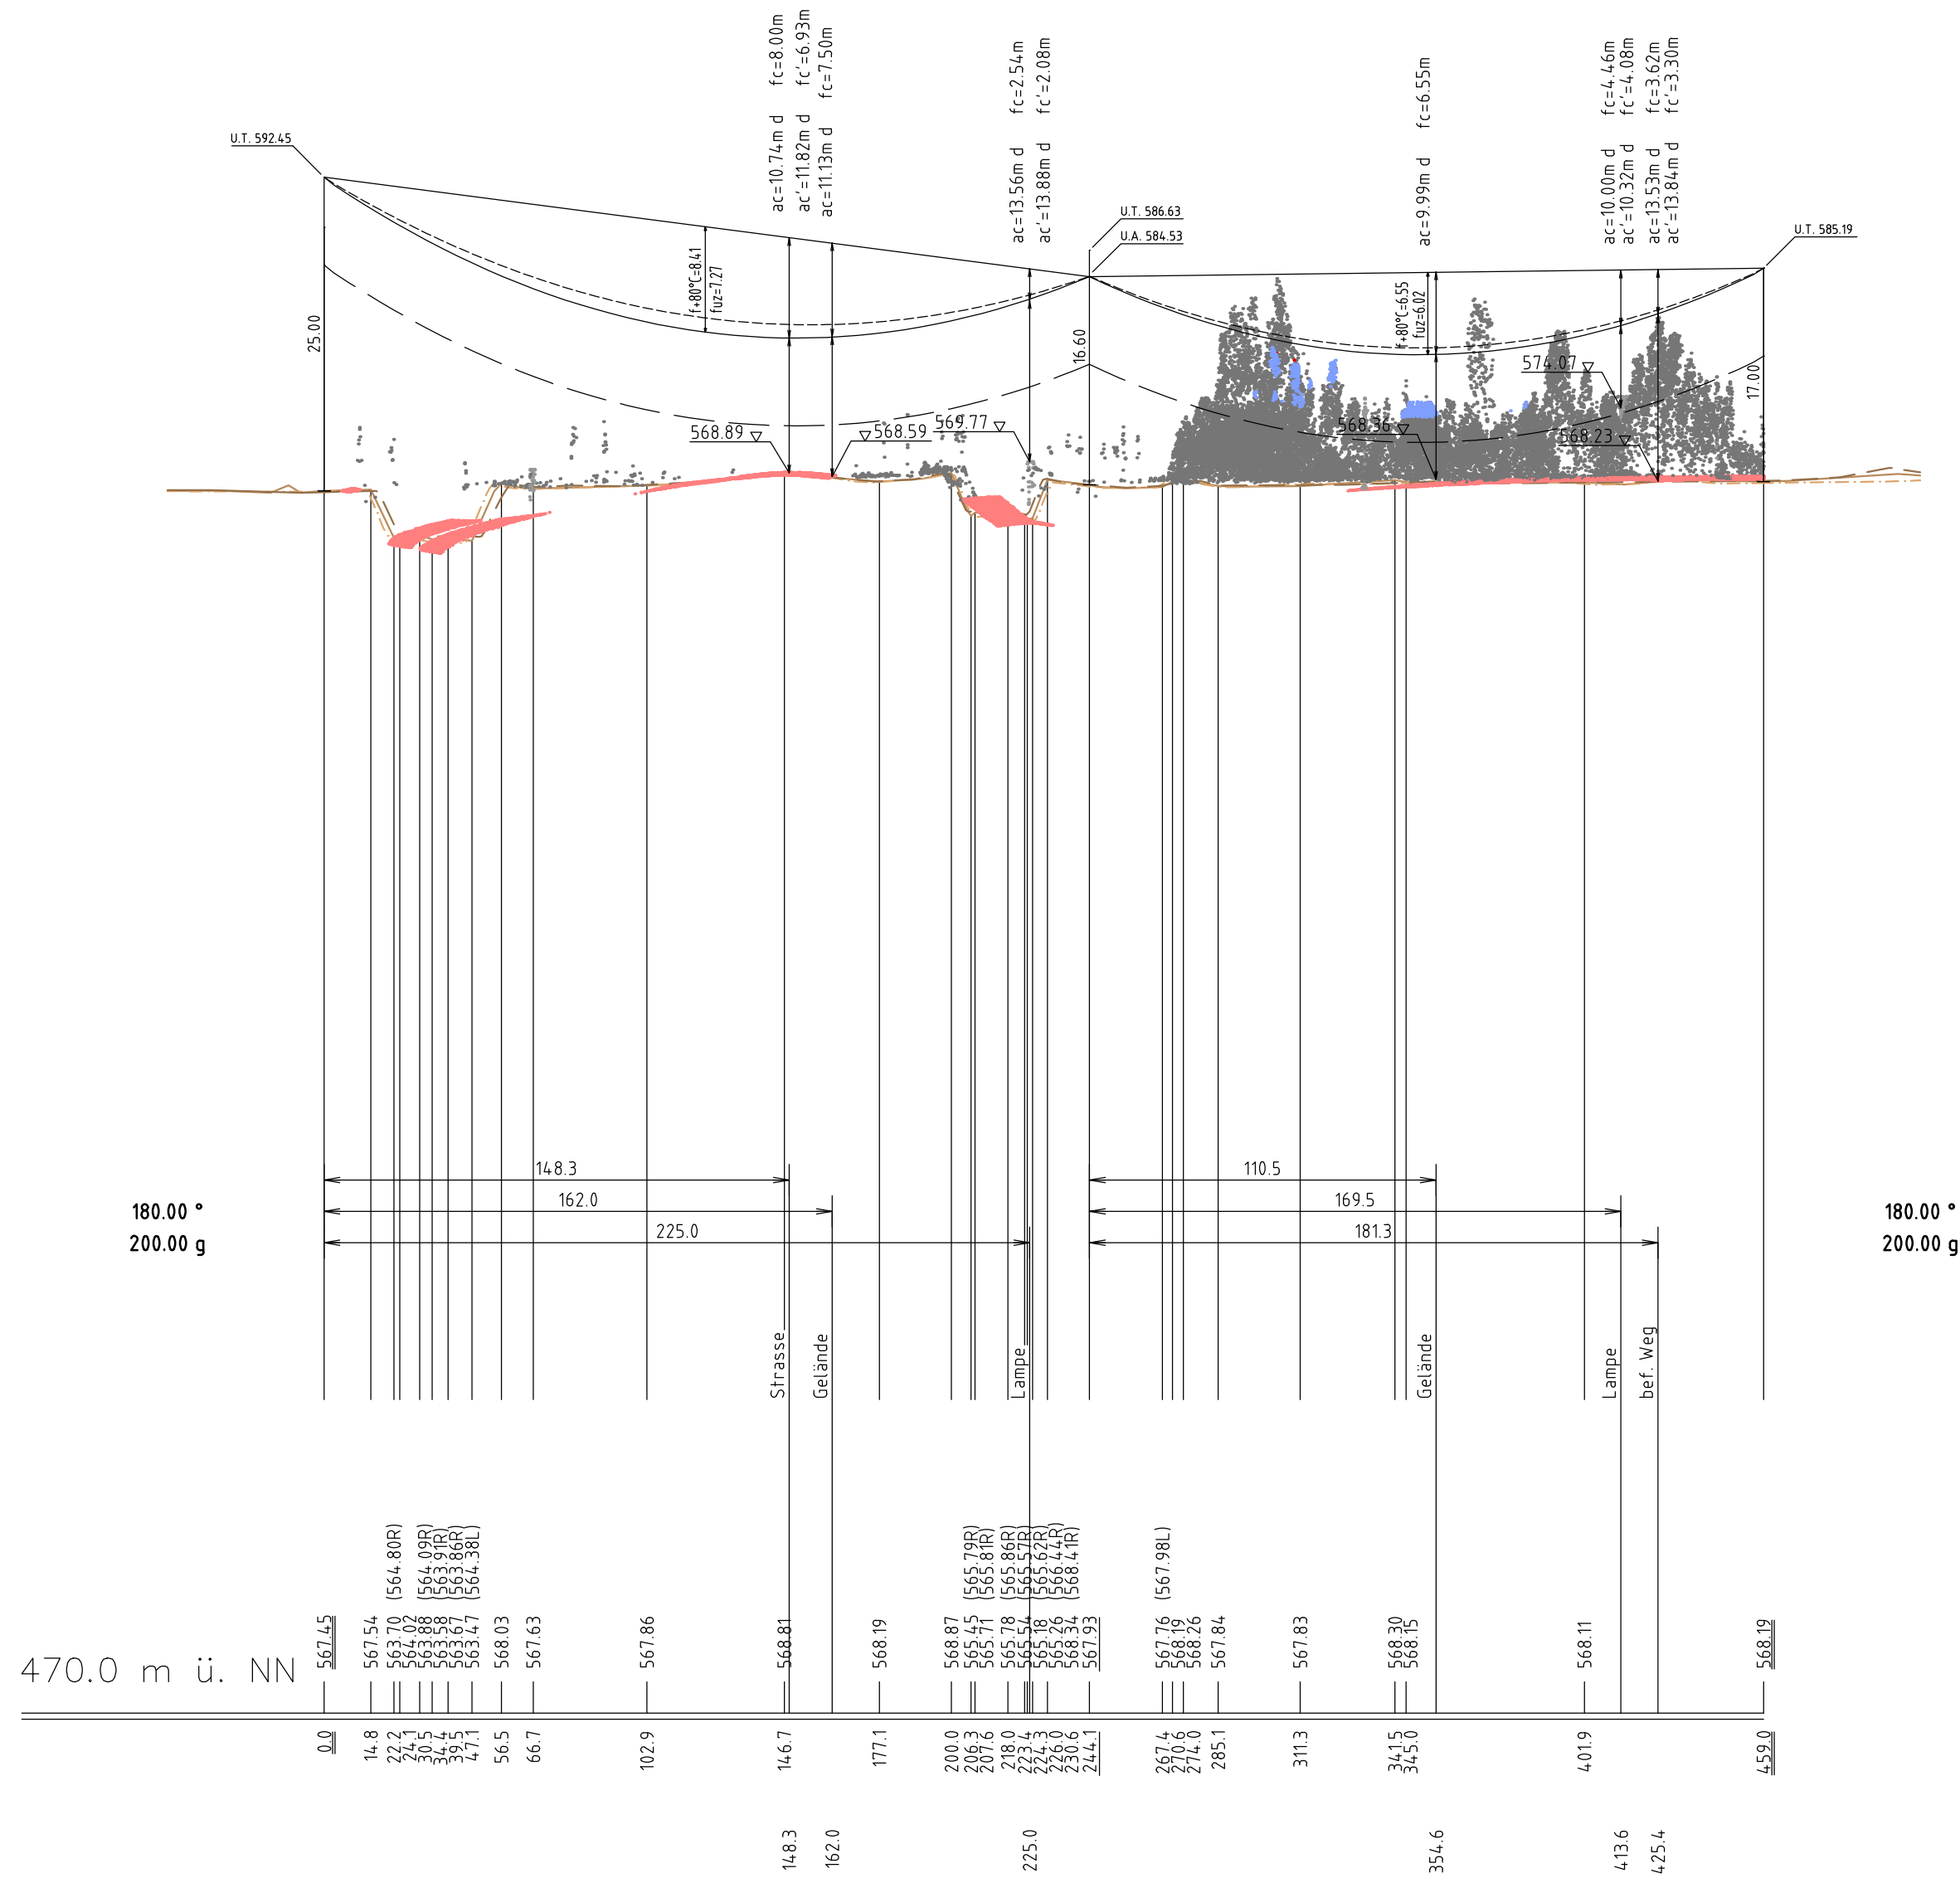 ac=10.74m d fc=8.00m
ac'=11.82m d fc'=6.93m
ac=11.13m d fc=7.50m
ac=13.56m d fc=2.54m
ac'=13.88m d fc'=2.08m
ac=9.99m d fc=6.55m
ac=10.00m d fc=4.46m
ac'=10.32m d fc'=4.08m
ac=13.53m d fc=3.62m
ac'=13.84m d fc'=3.30m
U.T. 592.45
U.T. 586.63
U.A. 584.53
U.T. 585.19
f+80°C=8.41
fuz=7.27
f+80°C=6.55
fuz=6.02
25.00
16.60
17.00
574.07
568.89
568.59
569.77
568.36
568.23
148.3
110.5
162.0
169.5
225.0
181.3
180.00 °
200.00 g
180.00 °
200.00 g
Strasse
Gelände
Lampe
Gelände
Lampe
bef. Weg
470.0 m ü. NN
567.45
567.54
563.70 (564.80R)
564.02
563.88 (564.09R)
563.58 (563.91R)
563.67 (563.86R)
563.47 (564.38L)
568.03
567.63
567.86
568.81
568.19
568.87
565.45 (565.79R)
565.71 (565.81R)
565.78 (565.86R)
565.54 (565.57R)
565.18 (565.62R)
565.26 (566.44R)
568.34 (568.41R)
567.93
567.76 (567.98L)
568.19
568.26
567.84
567.83
568.30
568.15
568.11
568.19
0.0
14.8
22.2
24.1
30.5
34.4
39.5
47.1
56.5
66.7
102.9
146.7
177.1
200.0
206.3
207.6
218.0
223.4
224.3
226.0
230.6
244.1
267.4
270.6
274.0
285.1
311.3
341.5
345.0
401.9
459.0
148.3
162.0
225.0
354.6
413.6
425.4